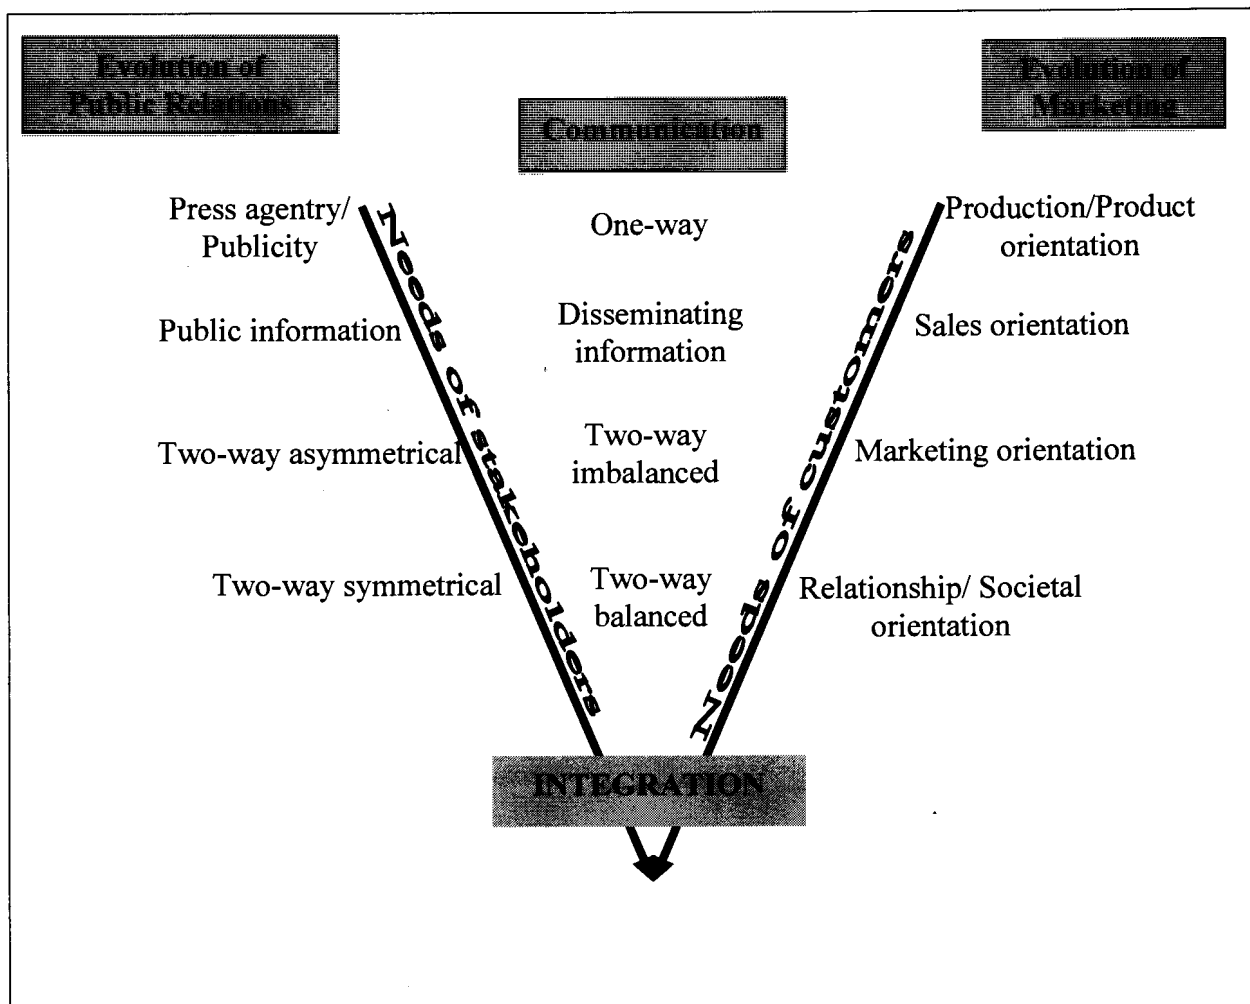 Evolution of
Public Relations
Communication
Evolution of
Marketing
Press agentry/
Publicity
One-way
Production/Product
orientation
Public information
Disseminating
information
Sales orientation
Two-way asymmetrical
Two-way
imbalanced
Marketing orientation
Two-way symmetrical
Two-way
balanced
Relationship/ Societal
orientation
Needs of stakeholders
Needs of customers
INTEGRATION